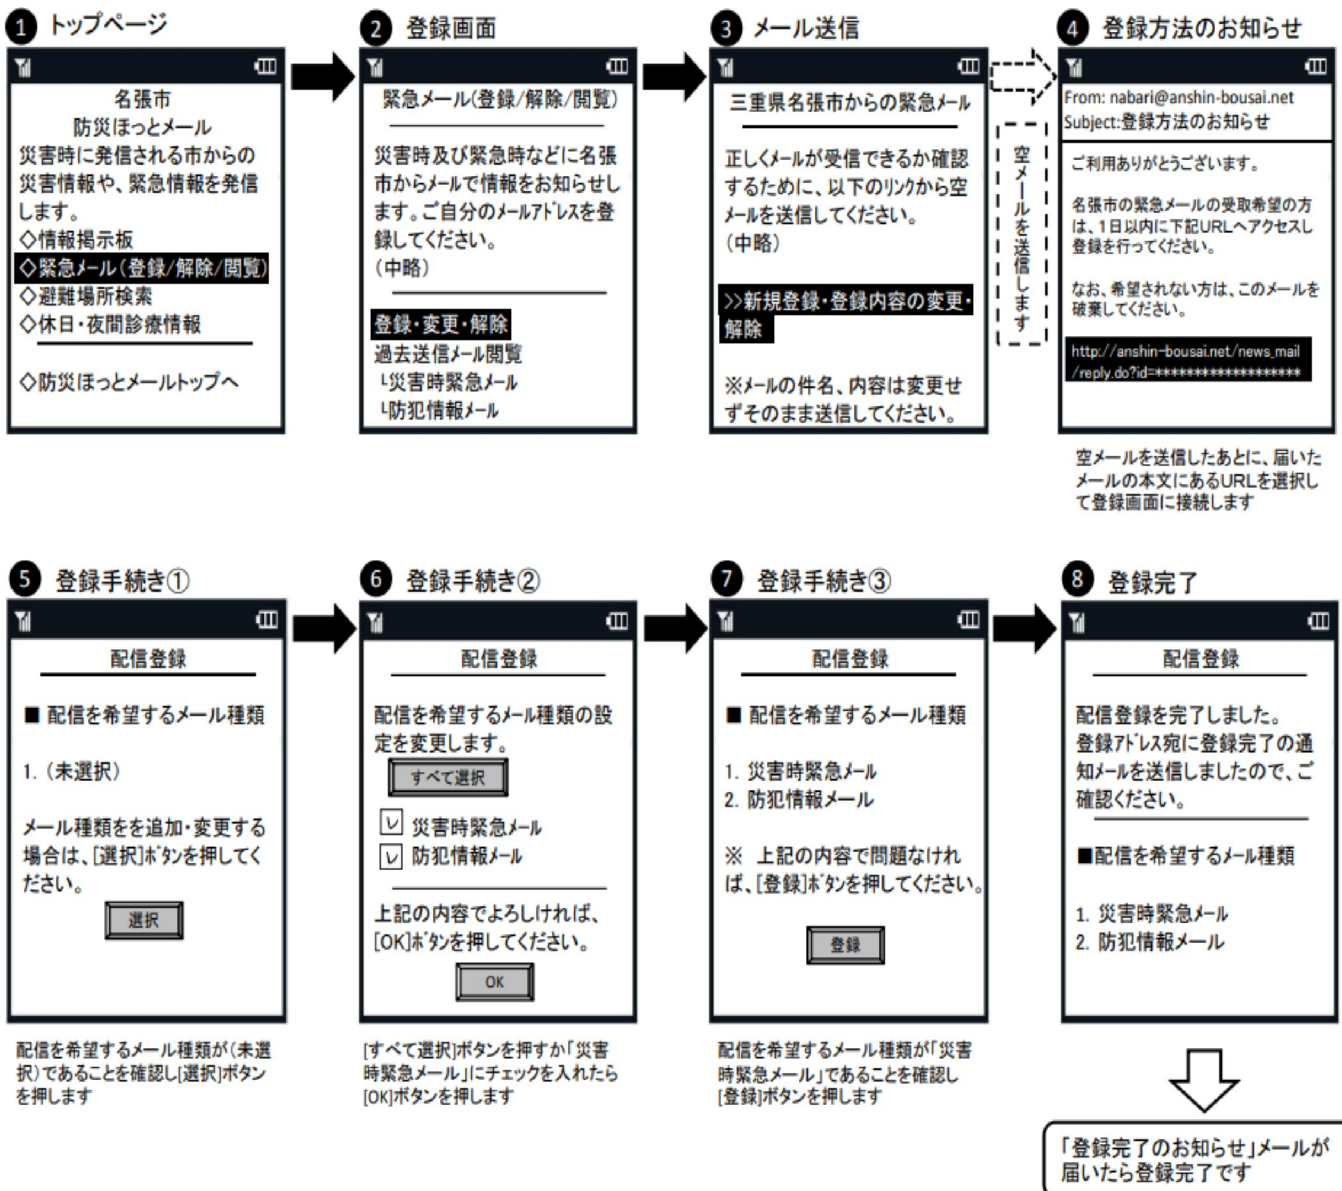 ❶ トップページ
名張市
防災ほっとメール
災害時に発信される市からの
災害情報や、緊急情報を発信
します。
◇情報掲示板
◇緊急メール(登録/解除/閲覧)
◇避難場所検索
◇休日・夜間診療情報
◇防災ほっとメールトップへ
❷ 登録画面
緊急メール(登録/解除/閲覧)
災害時及び緊急時などに名張
市からメールで情報をお知らせし
ます。ご自分のメールアドレスを登
録してください。
(中略)
登録・変更・解除
過去送信メール閲覧
└災害時緊急メール
└防犯情報メール
❸ メール送信
三重県名張市からの緊急メール
正しくメールが受信できるか確認
するために、以下のリンクから空
メールを送信してください。
(中略)
>>新規登録・登録内容の変更・
解除
※メールの件名、内容は変更せ
ずそのまま送信してください。
空メールを送信します
❹ 登録方法のお知らせ
From: nabari@anshin-bousai.net
Subject:登録方法のお知らせ
ご利用ありがとうございます。
名張市の緊急メールの受取希望の方
は、1日以内に下記URLへアクセスし
登録を行ってください。
なお、希望されない方は、このメールを
破棄してください。
http://anshin-bousai.net/news_mail
/reply.do?id=*******************
空メールを送信したあとに、届いた
メールの本文にあるURLを選択し
て登録画面に接続します
❺ 登録手続き①
配信登録
■ 配信を希望するメール種類
1. (未選択)
メール種類をを追加・変更する
場合は、[選択]ボタンを押してく
ださい。
選択
配信を希望するメール種類が(未選
択)であることを確認し[選択]ボタン
を押します
❻ 登録手続き②
配信登録
配信を希望するメール種類の設
定を変更します。
すべて選択
レ 災害時緊急メール
レ 防犯情報メール
上記の内容でよろしければ、
[OK]ボタンを押してください。
OK
[すべて選択]ボタンを押すか「災害
時緊急メール」にチェックを入れたら
[OK]ボタンを押します
❼ 登録手続き③
配信登録
■ 配信を希望するメール種類
1. 災害時緊急メール
2. 防犯情報メール
※ 上記の内容で問題なけれ
ば、[登録]ボタンを押してください。
登録
配信を希望するメール種類が「災害
時緊急メール」であることを確認し
[登録]ボタンを押します
❽ 登録完了
配信登録
配信登録を完了しました。
登録アドレス宛に登録完了の通
知メールを送信しましたので、ご
確認ください。
■配信を希望するメール種類
1. 災害時緊急メール
2. 防犯情報メール
「登録完了のお知らせ」メールが
届いたら登録完了です